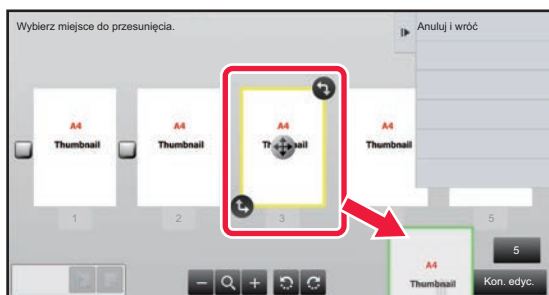 Wybierz miejsce do przesunięcia.
Anuluj i wróć
A4
Thumbnail
A4
Thumbnail
A4
Thumbnail
A4
Thumbnail
1
2
3
5
5
A4
Thumbnail
Kon. edyc.